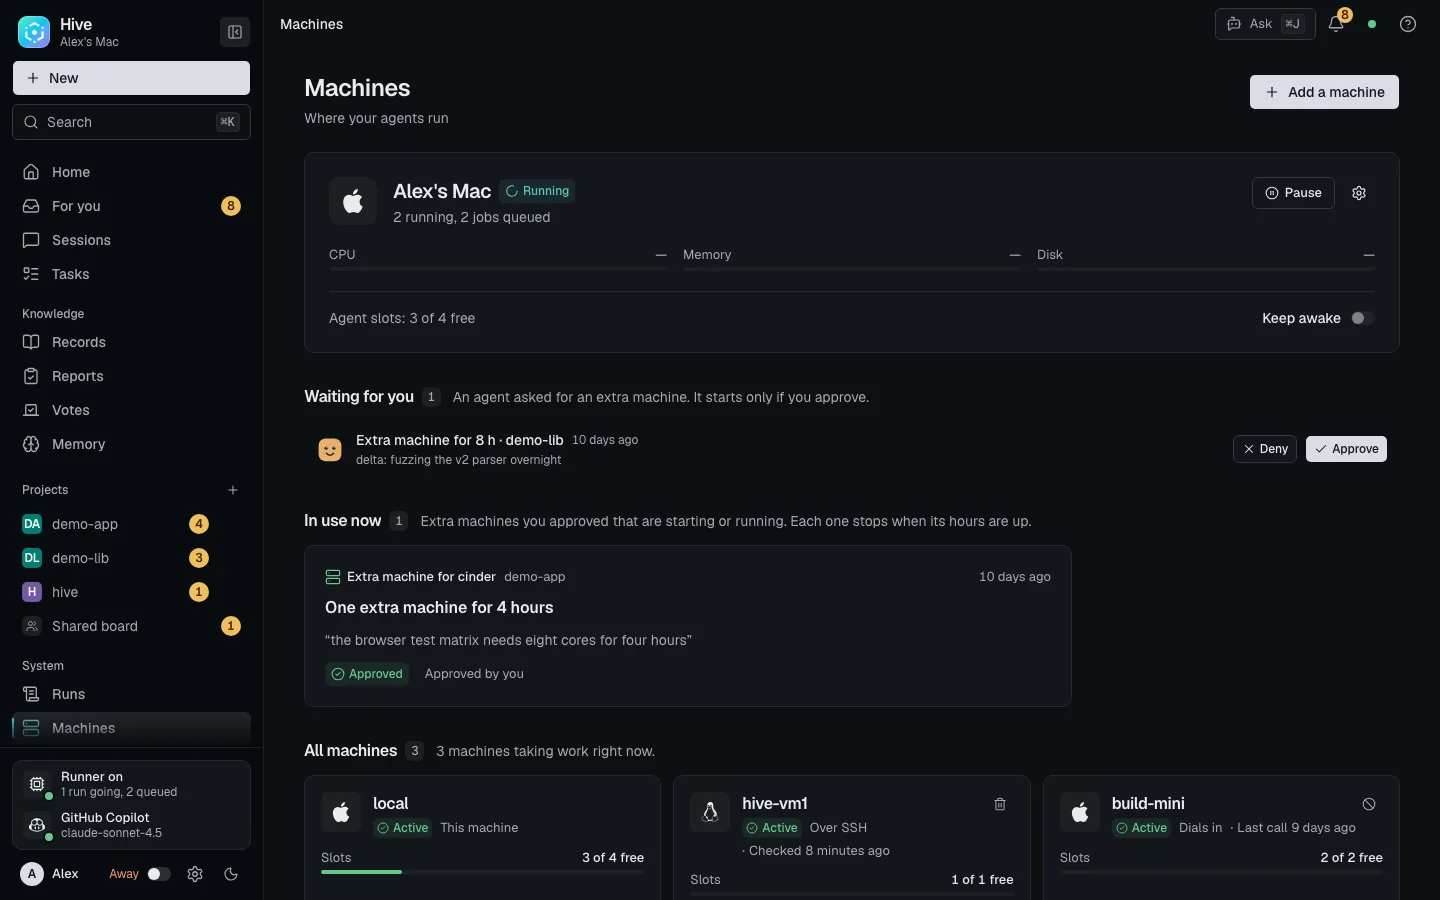 Hive
Alex's Mac
New
Search ⌘K
Home
For you 8
Sessions
Tasks
Knowledge
Records
Reports
Votes
Memory
Projects
DA demo-app 4
DL demo-lib 3
H hive 1
Shared board 1
System
Runs
Machines
Runner on
1 run going, 2 queued
GitHub Copilot
claude-sonnet-4.5
A Alex Away
Machines
Ask ⌘J
8
Machines
Where your agents run
Add a machine
Alex's Mac Running
2 running, 2 jobs queued
Pause
CPU — Memory — Disk —
Agent slots: 3 of 4 free
Keep awake
Waiting for you 1 An agent asked for an extra machine. It starts only if you approve.
Extra machine for 8 h · demo-lib 10 days ago
delta: fuzzing the v2 parser overnight
Deny
Approve
In use now 1 Extra machines you approved that are starting or running. Each one stops when its hours are up.
Extra machine for cinder demo-app 10 days ago
One extra machine for 4 hours
“the browser test matrix needs eight cores for four hours”
Approved Approved by you
All machines 3 3 machines taking work right now.
local
Active This machine
Slots 3 of 4 free
hive-vm1
Active Over SSH
· Checked 8 minutes ago
Slots 1 of 1 free
build-mini
Active Dials in · Last call 9 days ago
Slots 2 of 2 free